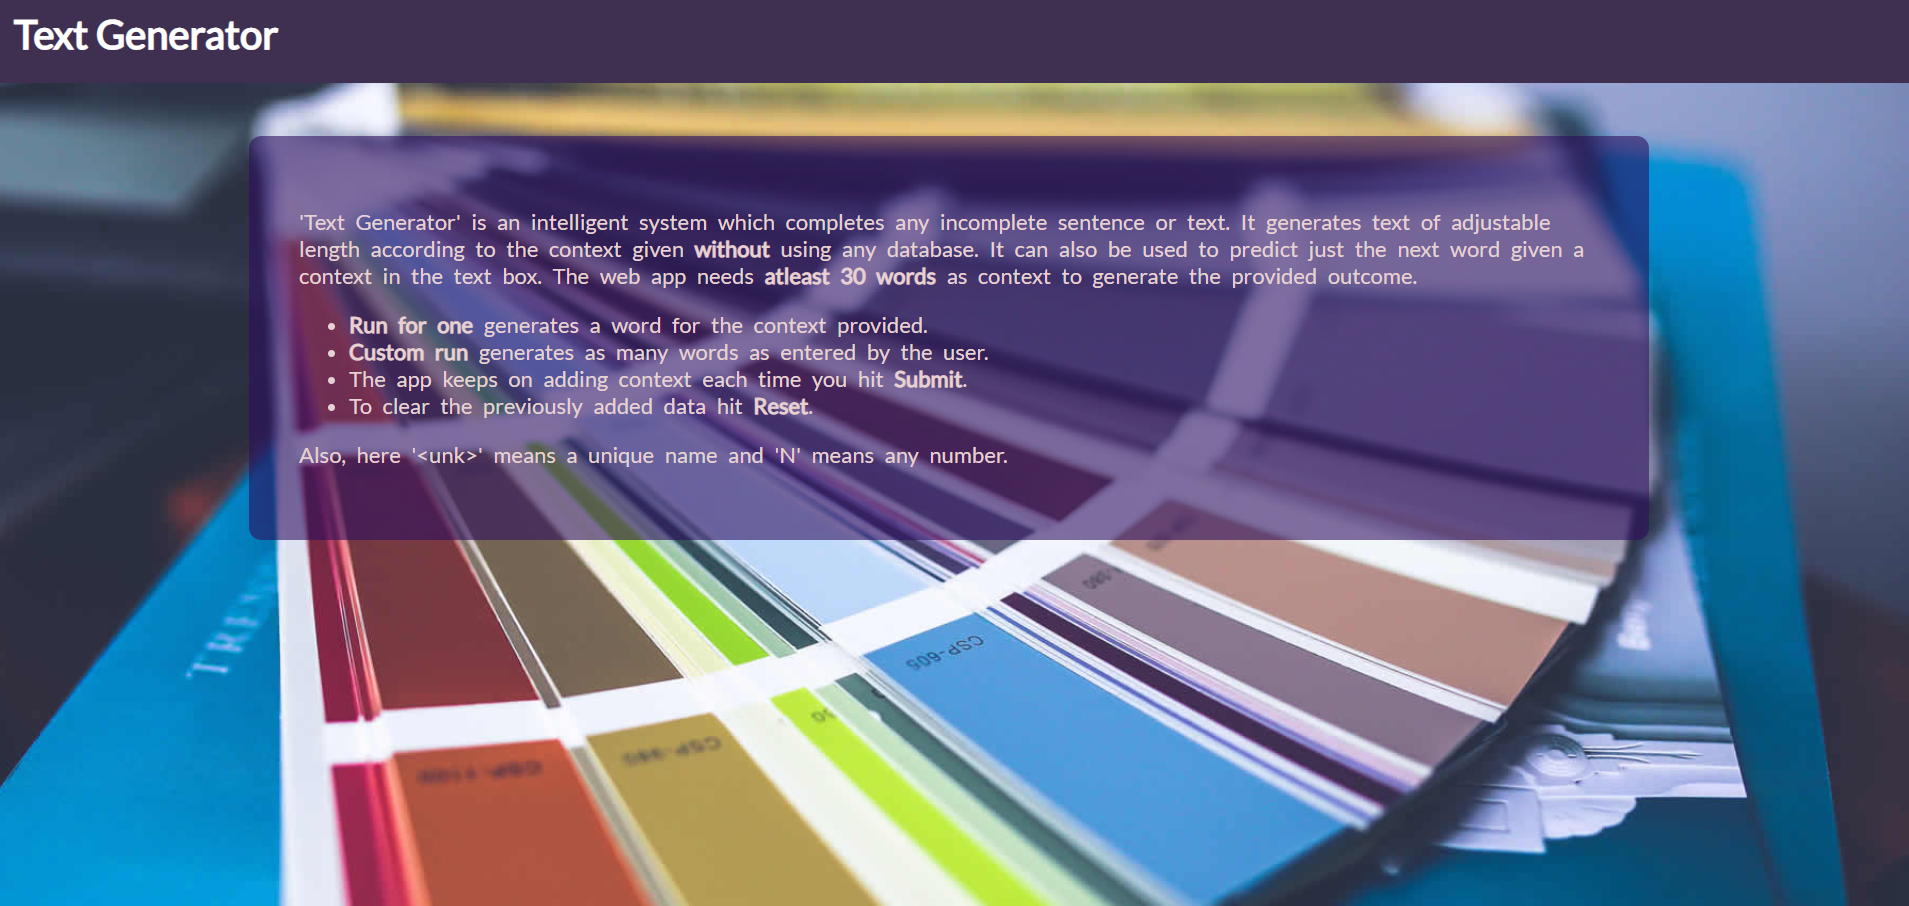 Text Generator
'Text Generator' is an intelligent system which completes any incomplete sentence or text. It generates text of adjustable
length according to the context given without using any database. It can also be used to predict just the next word given a
context in the text box. The web app needs atleast 30 words as context to generate the provided outcome.
Run for one generates a word for the context provided.
Custom run generates as many words as entered by the user.
The app keeps on adding context each time you hit Submit.
To clear the previously added data hit Reset.
Also, here '<unk>' means a unique name and 'N' means any number.
CSP-605